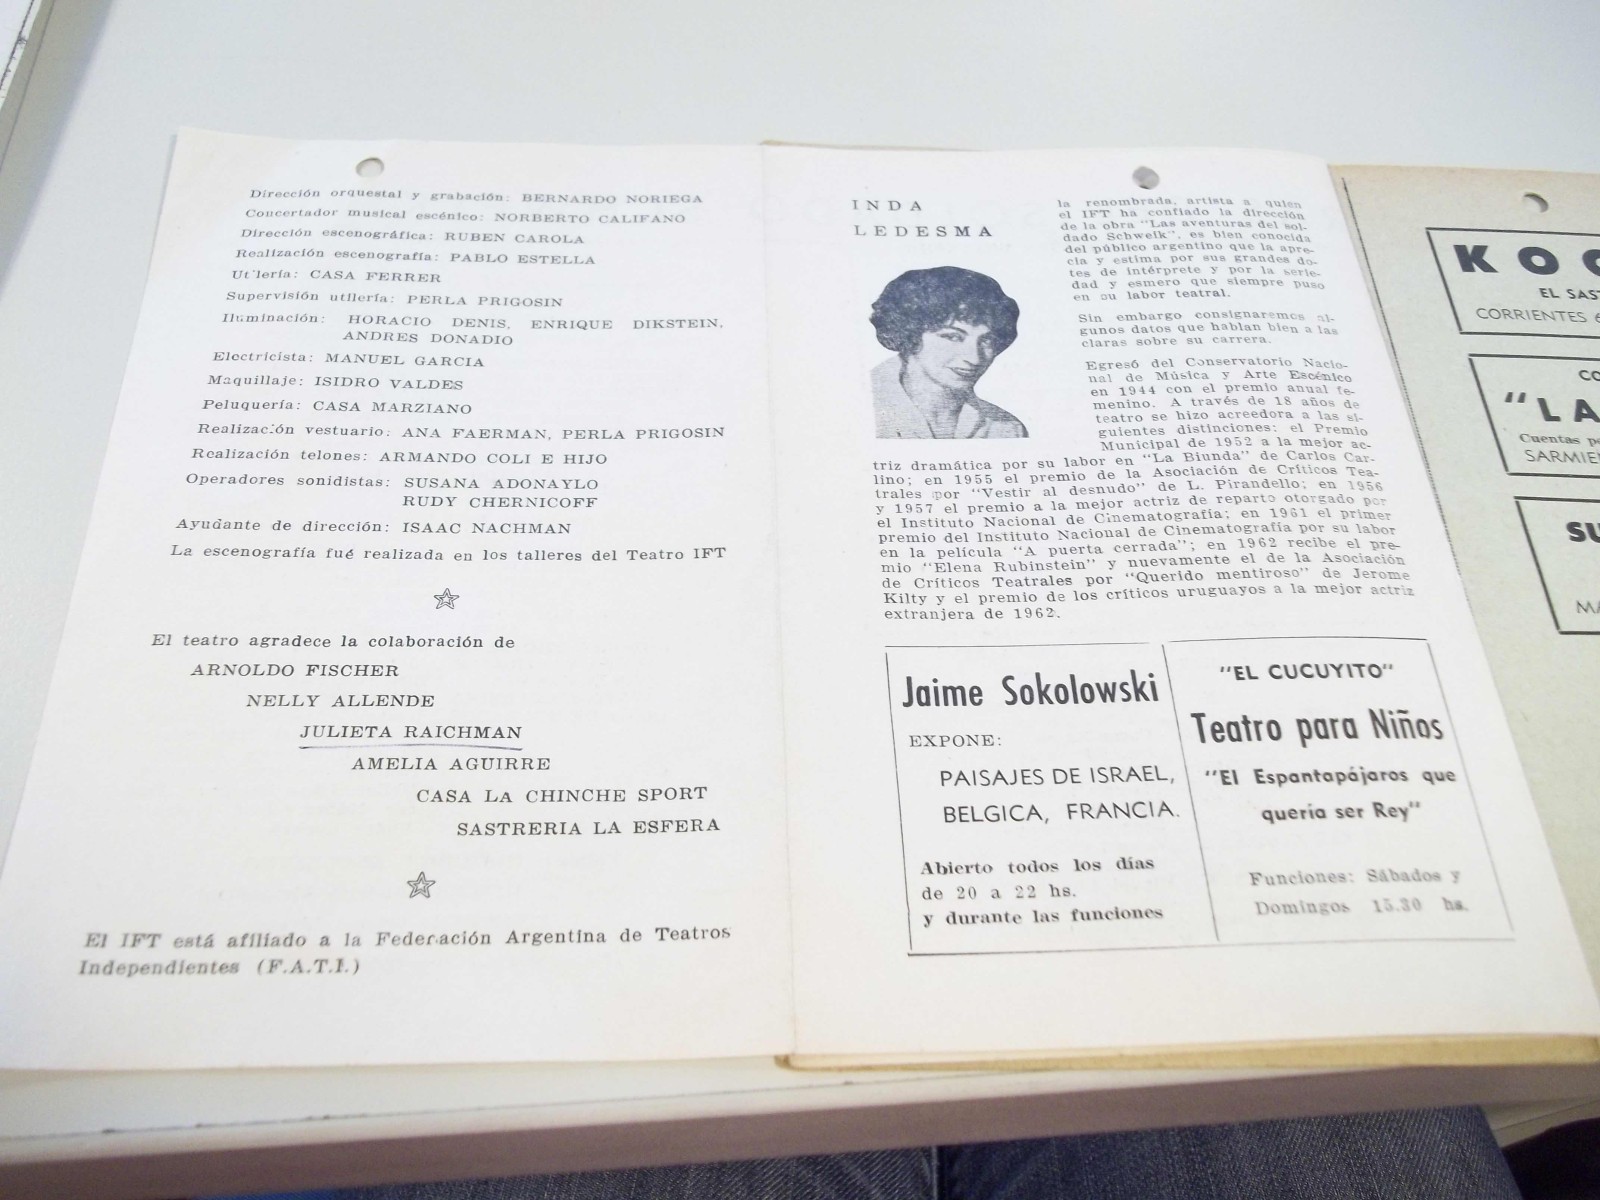 Dirección orquestal y grabación: BERNARDO NORIEGA
Concertador musical escénico: NORBERTO CALIFANO
Dirección escenográfica: RUBEN CAROLA
Realización escenografía: PABLO ESTELLA
Utilería: CASA FERRER
Supervisión utilería: PERLA PRIGOSIN
Iluminación: HORACIO DENIS, ENRIQUE DIKSTEIN,
ANDRES DONADIO
Electricista: MANUEL GARCIA
Maquillaje: ISIDRO VALDES
Peluquería: CASA MARZIANO
Realización vestuario: ANA FAERMAN, PERLA PRIGOSIN
Realización telones: ARMANDO COLI E HIJO
Operadores sonidistas: SUSANA ADONAYLO
RUDY CHERNICOFF
Ayudante de dirección: ISAAC NACHMAN
La escenografía fué realizada en los talleres del Teatro IFT
El teatro agradece la colaboración de
ARNOLDO FISCHER
NELLY ALLENDE
JULIETA RAICHMAN
AMELIA AGUIRRE
CASA LA CHINCHE SPORT
SASTRERIA LA ESFERA
El IFT está afiliado a la Federación Argentina de Teatros
Independientes (F.A.T.I.)
INDA
LEDESMA
la renombrada, artista a quien
el IFT ha confiado la dirección
de la obra "Las aventuras del sol-
dado Schweik", es bien conocida
del público argentino que la apre-
cia y estima por sus grandes do-
tes de intérprete y por la serie-
dad y esmero que siempre puso
en su labor teatral.
Sin embargo consignaremos al-
gunos datos que hablan bien a las
claras sobre su carrera.
Egresó del Conservatorio Nacio-
nal de Música y Arte Escénico
en 1944 con el premio anual fe-
menino. A través de 18 años de
teatro se hizo acreedora a las si-
guientes distinciones: el Premio
Municipal de 1952 a la mejor ac-
triz dramática por su labor en "La Biunda" de Carlos Car-
lino; en 1955 el premio de la Asociación de Críticos Tea-
trales por "Vestir al desnudo" de L. Pirandello; en 1956
y 1957 el premio a la mejor actriz de reparto otorgado por
el Instituto Nacional de Cinematografía; en 1961 el primer
premio del Instituto Nacional de Cinematografía por su labor
en la película "A puerta cerrada"; en 1962 recibe el pre-
mio "Elena Rubinstein" y nuevamente el de la Asociación
de Críticos Teatrales por "Querido mentiroso" de Jerome
Kilty y el premio de los críticos uruguayos a la mejor actriz
extranjera de 1962.
Jaime Sokolowski
EXPONE:
PAISAJES DE ISRAEL,
BELGICA, FRANCIA.
Abierto todos los días
de 20 a 22 hs.
y durante las funciones
"EL CUCUYITO"
Teatro para Niños
"El Espantapájaros que
quería ser Rey"
Funciones: Sábados y
Domingos 15.30 hs.
EL
CORRIENTES
"LA
Cuentas